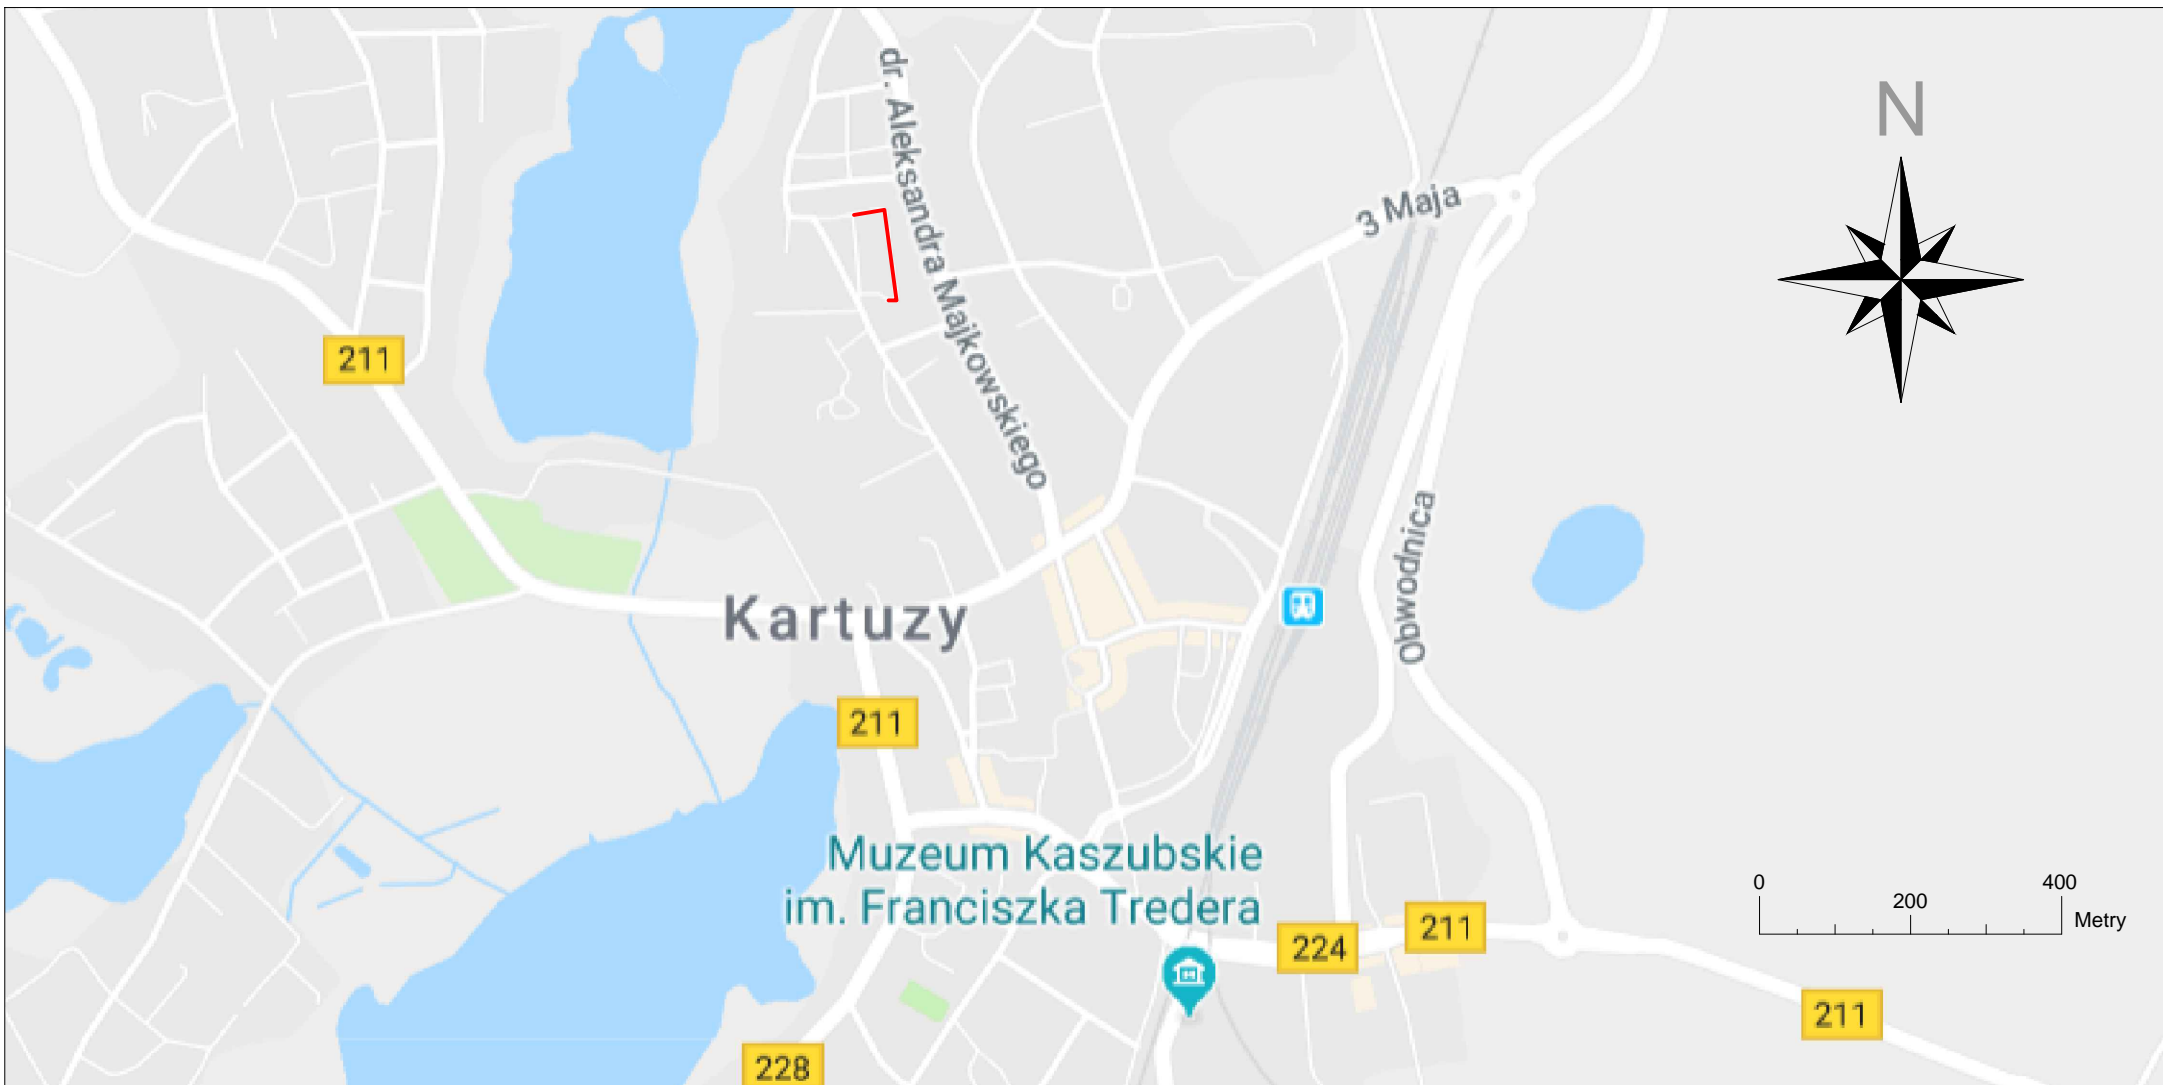 N
dr. Aleksandra Majkowskiego
3 Maja
211
Obwodnica
Kartuzy
211
Muzeum Kaszubskie
im. Franciszka Tredera
0
200
400
Metry
224
211
211
228